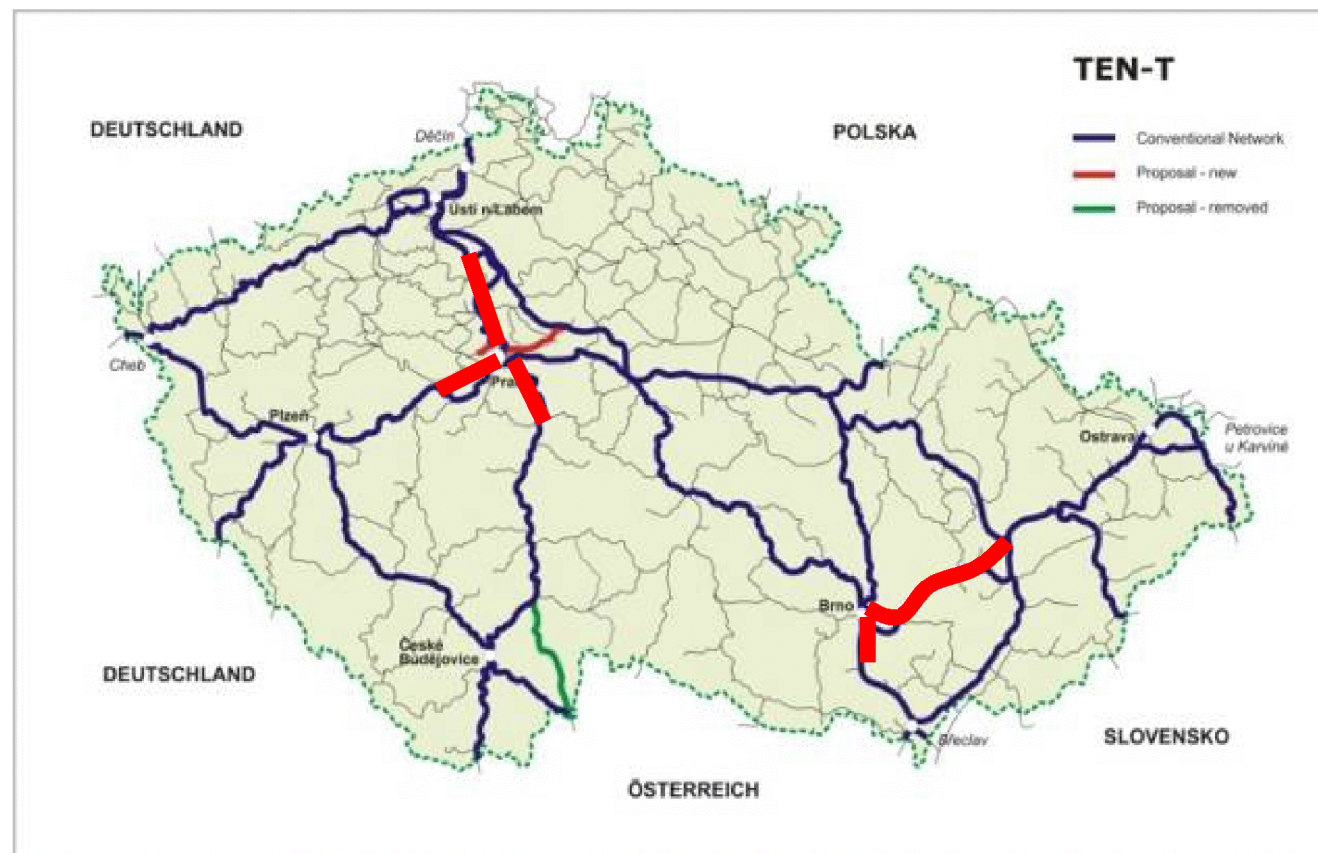 TEN-T
DEUTSCHLAND
POLSKA
Děčín
Conventional Network
Proposal - new
Proposal - removed
Ústí n/Labem
Cheb
Pra
Plzeň
Ostrava
Petrovice
u Karviné
Brno
České
Budějovice
DEUTSCHLAND
Břeclav
SLOVENSKO
ÖSTERREICH